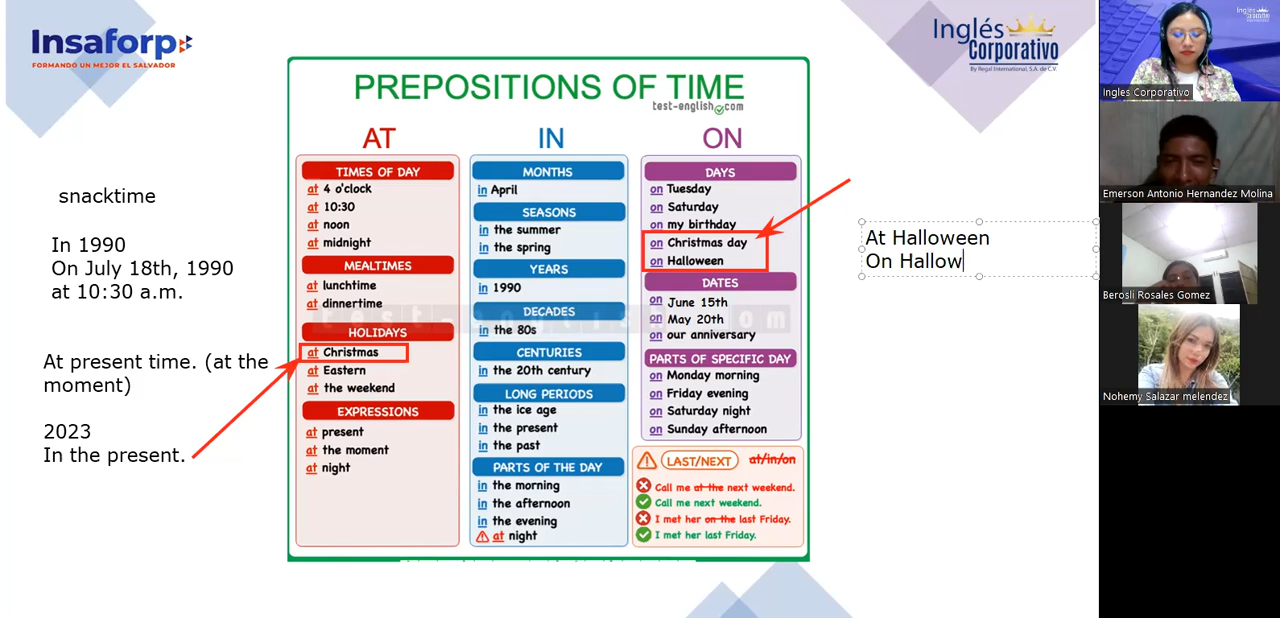 Insaforp
FORMANDO UN MEJOR EL SALVADOR
Inglés
Corporativo
By Regal International, S.A. de C.V.
snacktime
In 1990
On July 18th, 1990
at 10:30 a.m.
At present time. (at the
moment)
2023
In the present.
PREPOSITIONS OF TIME
test-english.com
AT
TIMES OF DAY
at 4 o'clock
at 10:30
at noon
at midnight
MEALTIMES
at lunchtime
at dinnertime
HOLIDAYS
at Christmas
at Eastern
at the weekend
EXPRESSIONS
at present
at the moment
at night
IN
MONTHS
in April
SEASONS
in the summer
in the spring
YEARS
in 1990
DECADES
in the 80s
CENTURIES
in the 20th century
LONG PERIODS
in the ice age
in the present
in the past
PARTS OF THE DAY
in the morning
in the afternoon
in the evening
at night
ON
DAYS
on Tuesday
on Saturday
on my birthday
on Christmas day
on Halloween
DATES
on June 15th
on May 20th
on our anniversary
PARTS OF SPECIFIC DAY
on Monday morning
on Friday evening
on Saturday night
on Sunday afternoon
LAST/NEXT at/in/on
Call me at the next weekend.
Call me next weekend.
I met her on the last Friday.
I met her last Friday.
At Halloween
On Hallow
Ingles Corporativo
Emerson Antonio Hernandez Molina
Berosli Rosales Gomez
Nohemy Salazar melendez